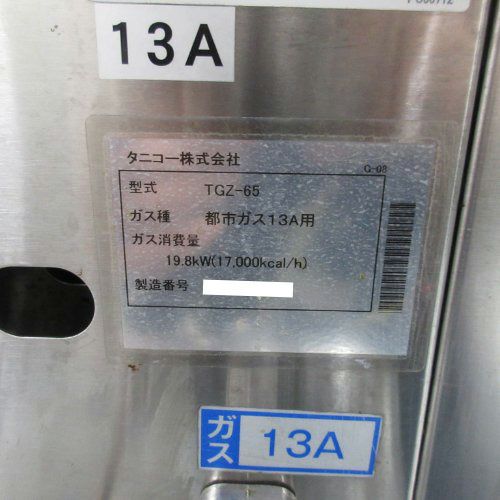 13A
タニコー株式会社
G-08
型式 TGZ-65
ガス種 都市ガス13A用
ガス消費量
19.8kW(17,000kcal/h)
製造番号
ガス 13A